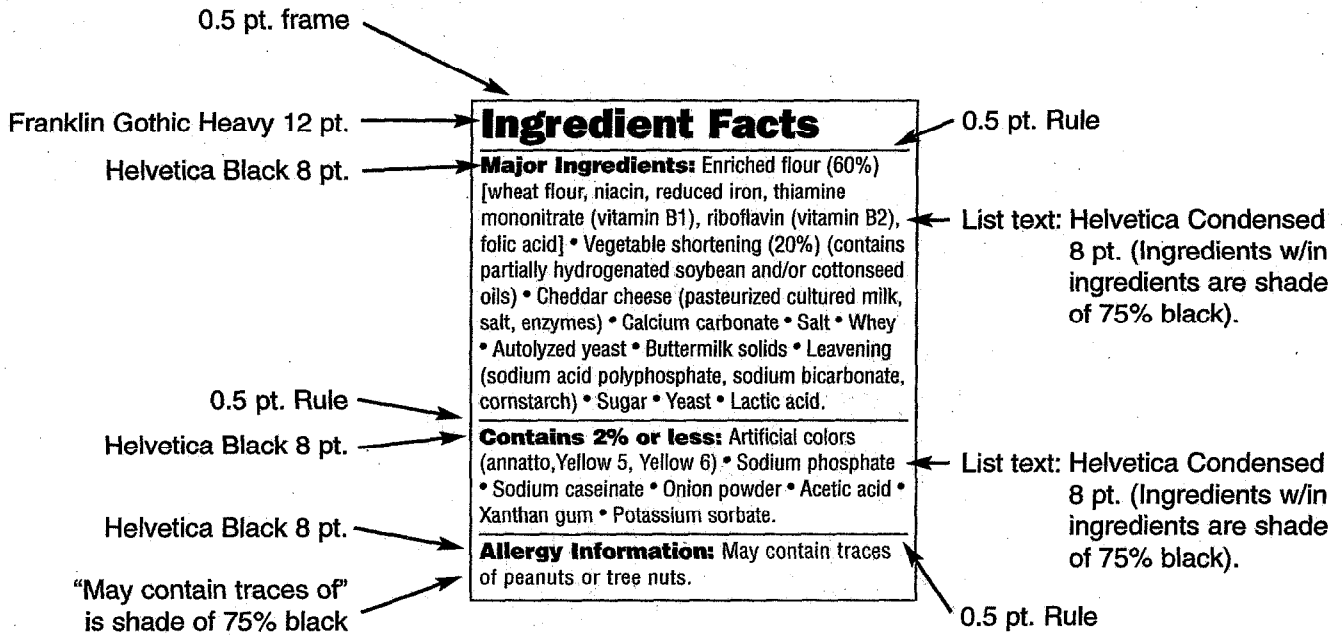 0.5 pt. frame
Franklin Gothic Heavy 12 pt.
Helvetica Black 8 pt.
0.5 pt. Rule
Helvetica Black 8 pt.
Helvetica Black 8 pt.
“May contain traces of”
is shade of 75% black
Ingredient Facts
Major Ingredients: Enriched flour (60%)
[wheat flour, niacin, reduced iron, thiamine
mononitrate (vitamin B1), riboflavin (vitamin B2),
folic acid] • Vegetable shortening (20%) (contains
partially hydrogenated soybean and/or cottonseed
oils) • Cheddar cheese (pasteurized cultured milk,
salt, enzymes) • Calcium carbonate • Salt • Whey
• Autolyzed yeast • Buttermilk solids • Leavening
(sodium acid polyphosphate, sodium bicarbonate,
cornstarch) • Sugar • Yeast • Lactic acid.
Contains 2% or less: Artificial colors
(annatto,Yellow 5, Yellow 6) • Sodium phosphate
• Sodium caseinate • Onion powder • Acetic acid •
Xanthan gum • Potassium sorbate.
Allergy Information: May contain traces
of peanuts or tree nuts.
0.5 pt. Rule
List text: Helvetica Condensed
8 pt. (Ingredients w/in
ingredients are shade
of 75% black).
List text: Helvetica Condensed
8 pt. (Ingredients w/in
ingredients are shade
of 75% black).
0.5 pt. Rule